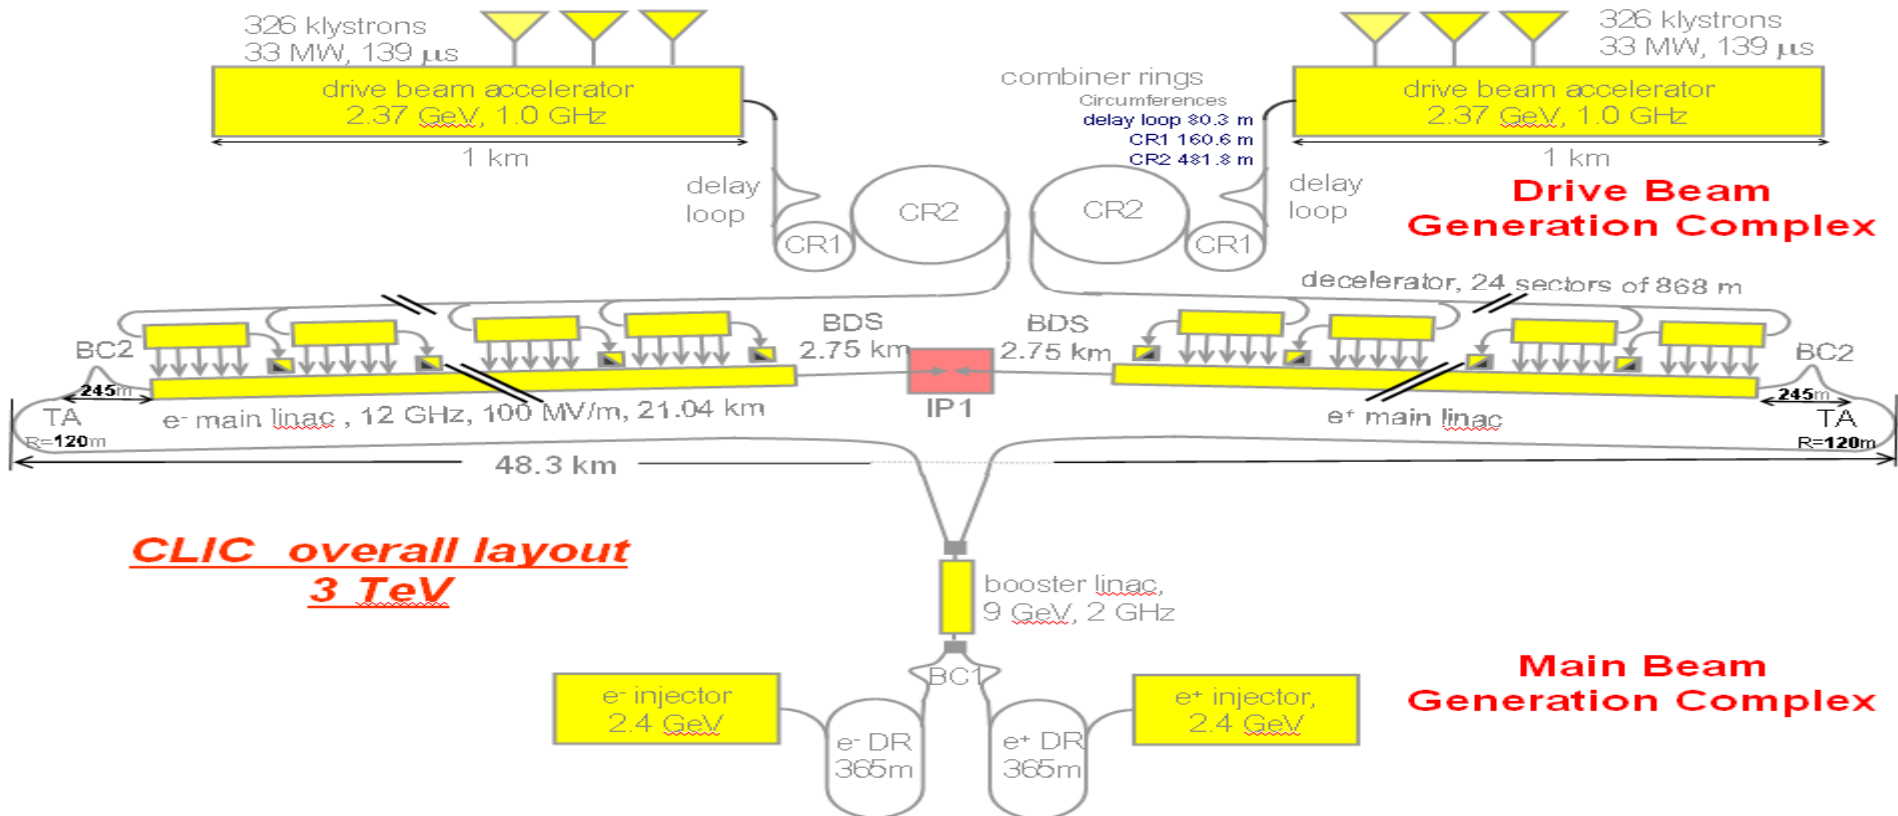 326 klystrons
33 MW, 139 μs
drive beam accelerator
2.37 GeV, 1.0 GHz
1 km
delay
loop
CR1
CR2
combiner rings
Circumferences
delay loop 80.3 m
CR1 160.6 m
CR2 481.8 m
CR2
CR1
delay
loop
326 klystrons
33 MW, 139 μs
drive beam accelerator
2.37 GeV, 1.0 GHz
1 km
Drive Beam
Generation Complex
decelerator, 24 sectors of 868 m
BC2
245m
TA
R=120m
e⁻ main linac , 12 GHz, 100 MV/m, 21.04 km
BDS
2.75 km
IP1
BDS
2.75 km
e⁺ main linac
BC2
245m
TA
R=120m
48.3 km
CLIC overall layout
3 TeV
booster linac,
9 GeV, 2 GHz
BC1
e⁻ injector
2.4 GeV
e⁻ DR
365m
e⁺ DR
365m
e⁺ injector,
2.4 GeV
Main Beam
Generation Complex